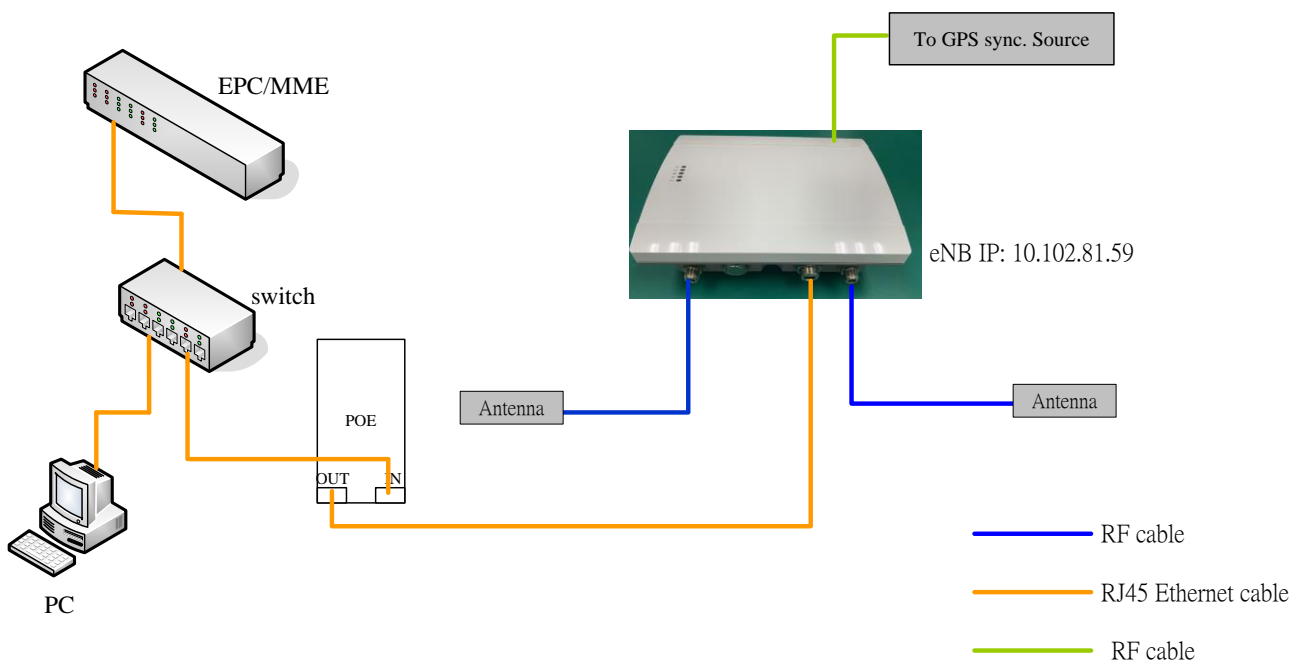 To GPS sync. Source
EPC/MME
eNB IP: 10.102.81.59
switch
Antenna
Antenna
POE
OUT
IN
RF cable
RJ45 Ethernet cable
PC
RF cable